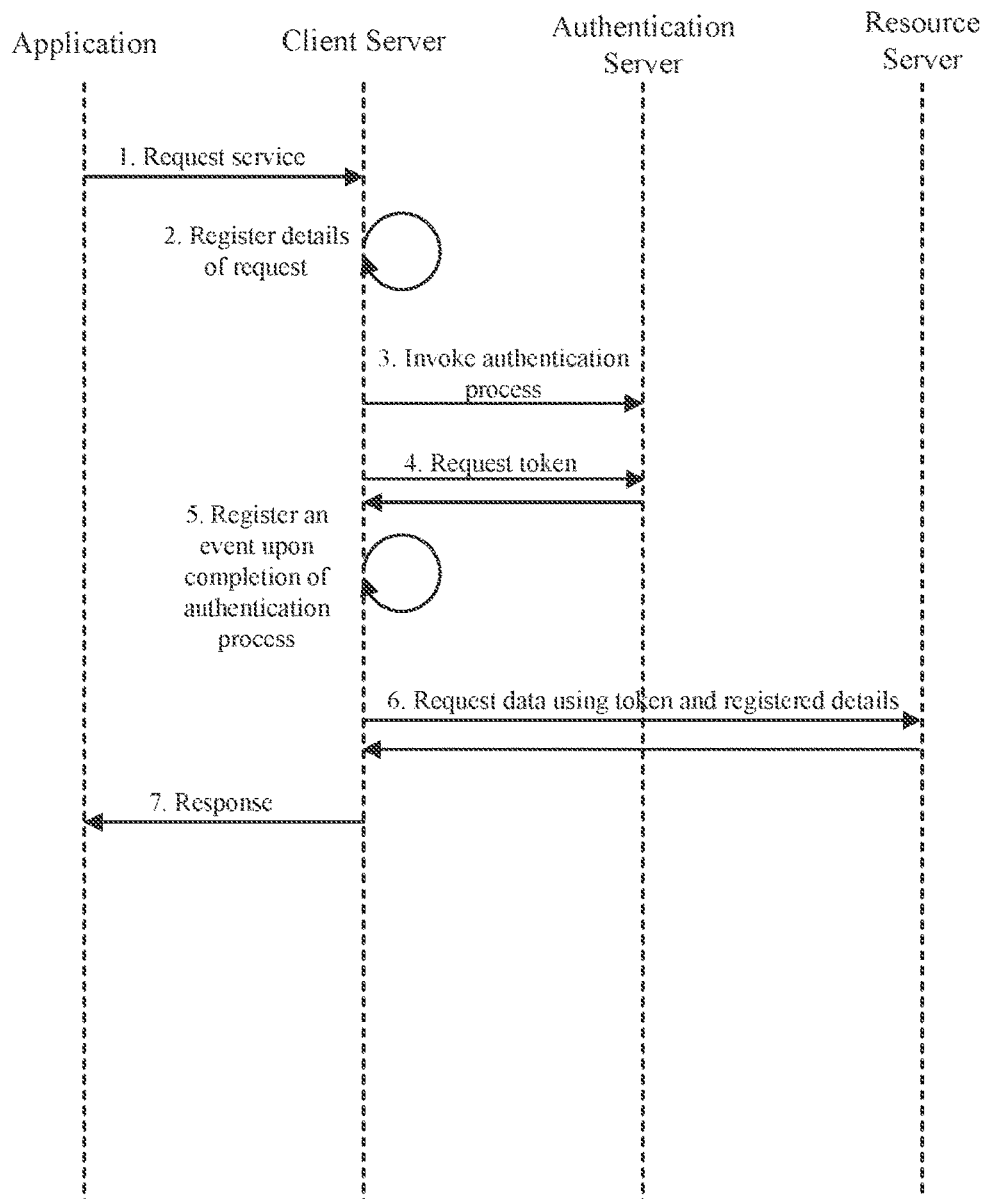 Application
Client Server
Authentication
Server
Resource
Server
1. Request service
2. Register details
of request
3. Invoke authentication
process
4. Request token
5. Register an
event upon
completion of
authentication
process
6. Request data using token and registered details
7. Response